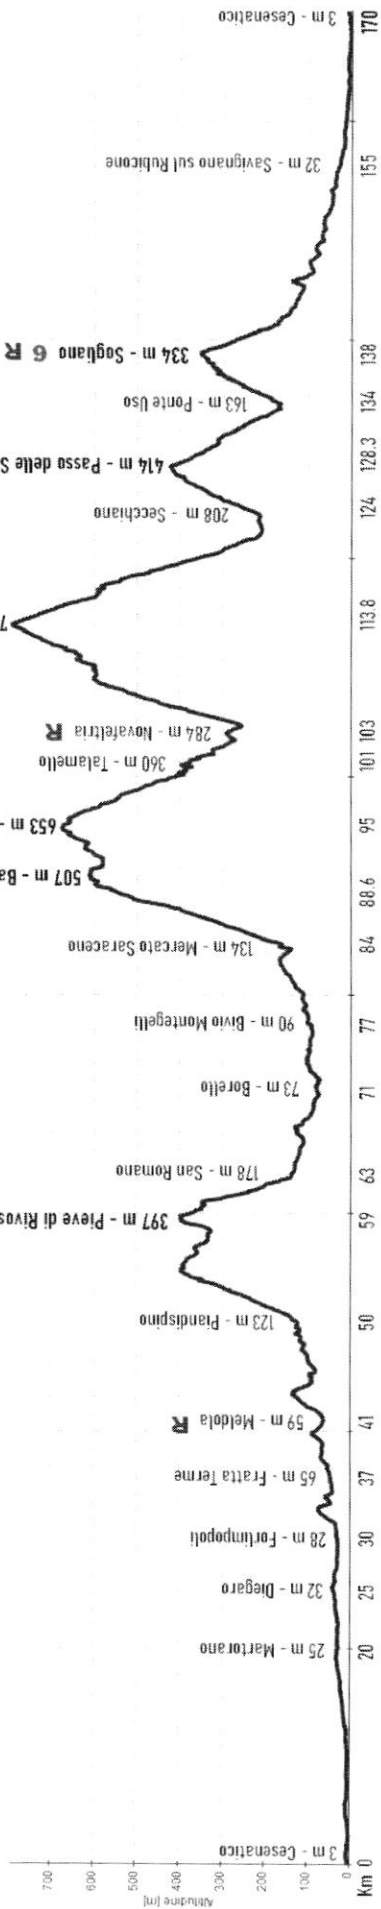 3 m - Cesenatico
25 m - Martorano
32 m - Diegaro
28 m - Forlimpopoli
65 m - Fratta Terme
59 m - Meldola R
123 m - Piandispino
397 m - Pieve di Rivos
178 m - San Romano
73 m - Borello
90 m - Bivio Montegelli
134 m - Mercato Saraceno
507 m - Ba
653 m -
360 m - Talamello
284 m - Novafeltria R
7
208 m - Secchiano
414 m - Passo delle S
163 m - Ponte Uso
334 m - Sogliano 6 R
32 m - Savignano sul Rubicone
3 m - Cesenatico
Altitudine [m]
700
600
500
400
300
200
100
0
Km 0 20 25 30 37 41 50 59 63 71 77 84 88.6 95 101 103 113.8 124 128.3 134 138 155 170